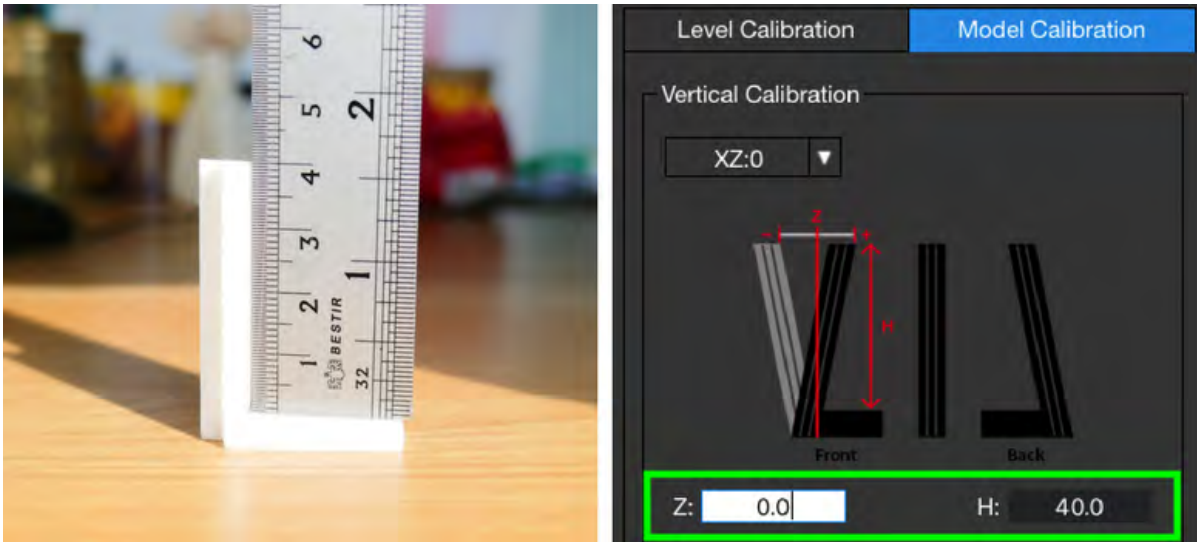 6
5
2
4
3
1
2
BESTIR
1
32
Level Calibration
Model Calibration
Vertical Calibration
XZ:0
Z
- +
H
Front
Back
Z: 0.0
H: 40.0